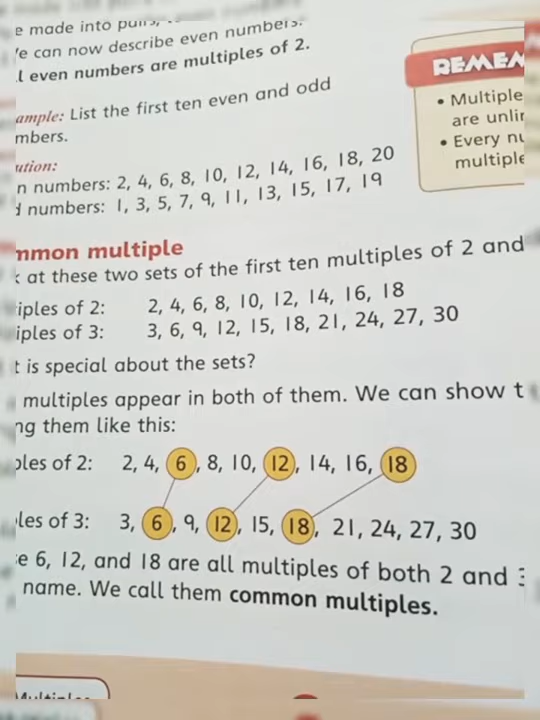 e made into
e can now describe even numbers.
l even numbers are multiples of 2.
ample: List the first ten even and odd
mbers.
ution:
n numbers: 2, 4, 6, 8, 10, 12, 14, 16, 18, 20
d numbers: 1, 3, 5, 7, 9, 11, 13, 15, 17, 19
REMEM
• Multiple
are unli
• Every nu
multiple
mmon multiple
k at these two sets of the first ten multiples of 2 and
iples of 2: 2, 4, 6, 8, 10, 12, 14, 16, 18
iples of 3: 3, 6, 9, 12, 15, 18, 21, 24, 27, 30
t is special about the sets?
multiples appear in both of them. We can show t
ng them like this:
ples of 2: 2, 4, 6, 8, 10, 12, 14, 16, 18
les of 3: 3, 6, 9, 12, 15, 18, 21, 24, 27, 30
e 6, 12, and 18 are all multiples of both 2 and 3
name. We call them common multiples.